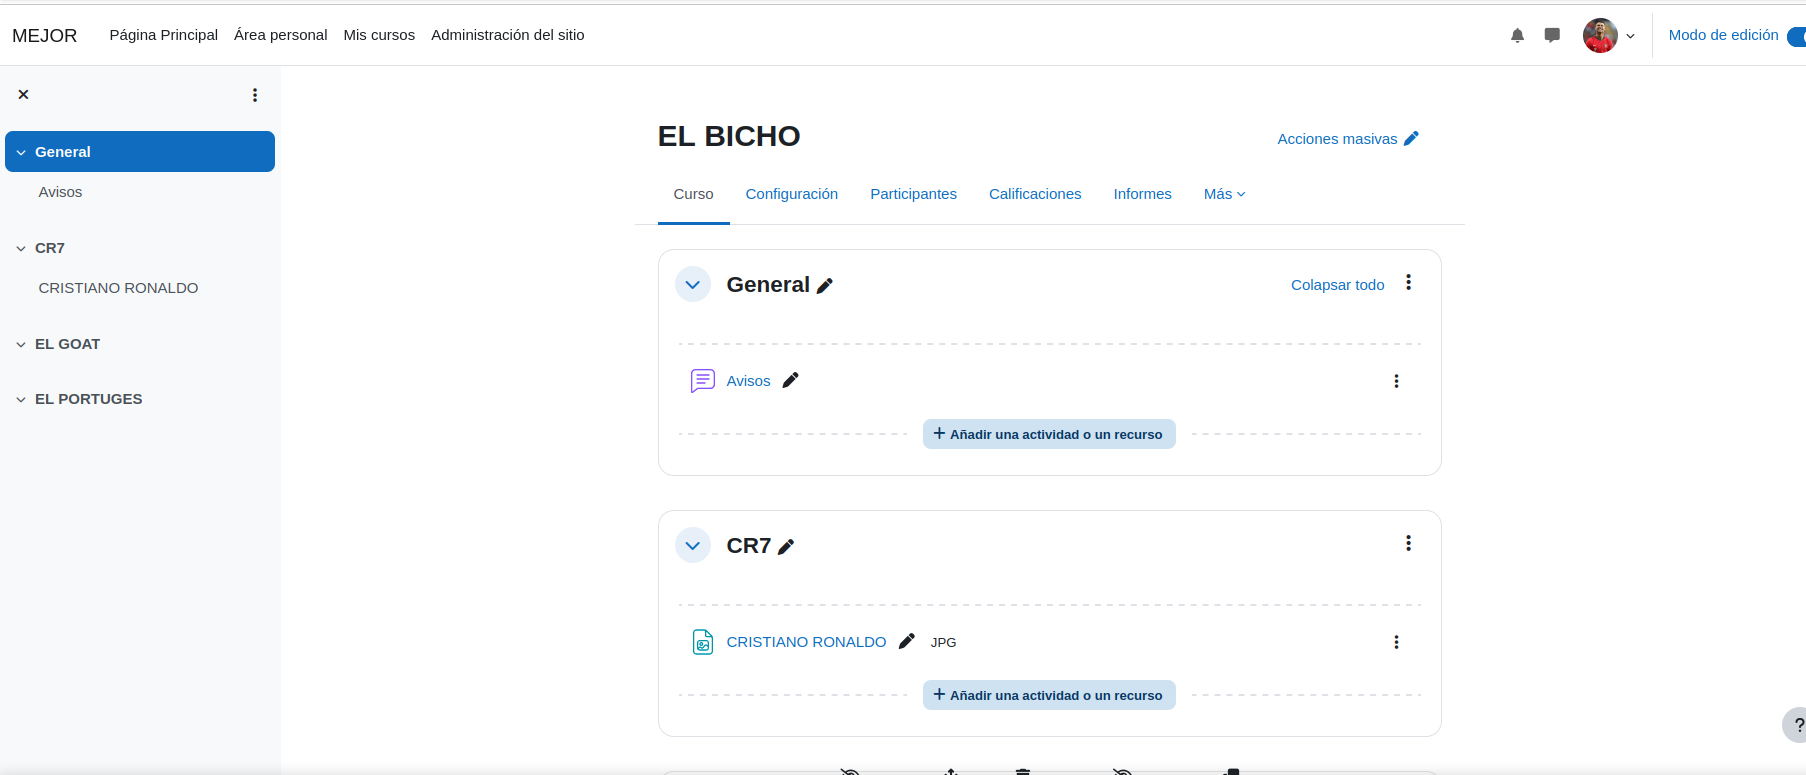 MEJOR
Página Principal
Área personal
Mis cursos
Administración del sitio
Modo de edición
General
Avisos
CR7
CRISTIANO RONALDO
EL GOAT
EL PORTUGES
EL BICHO
Acciones masivas
Curso
Configuración
Participantes
Calificaciones
Informes
Más
General
Colapsar todo
Avisos
+ Añadir una actividad o un recurso
CR7
CRISTIANO RONALDO JPG
+ Añadir una actividad o un recurso
?